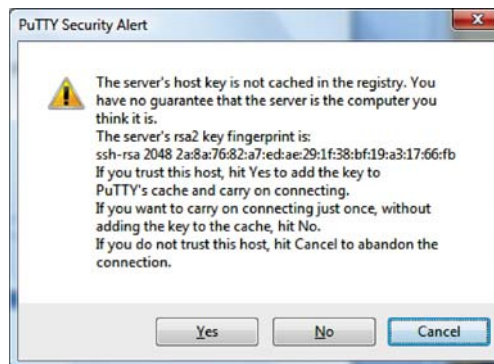 PuTTY Security Alert
The server's host key is not cached in the registry. You
have no guarantee that the server is the computer you
think it is.
The server's rsa2 key fingerprint is:
ssh-rsa 2048 2a:8a:76:82:a7:ed:ae:29:1f:38:bf:19:a3:17:66:fb
If you trust this host, hit Yes to add the key to
PuTTY's cache and carry on connecting.
If you want to carry on connecting just once, without
adding the key to the cache, hit No.
If you do not trust this host, hit Cancel to abandon the
connection.
Yes No Cancel